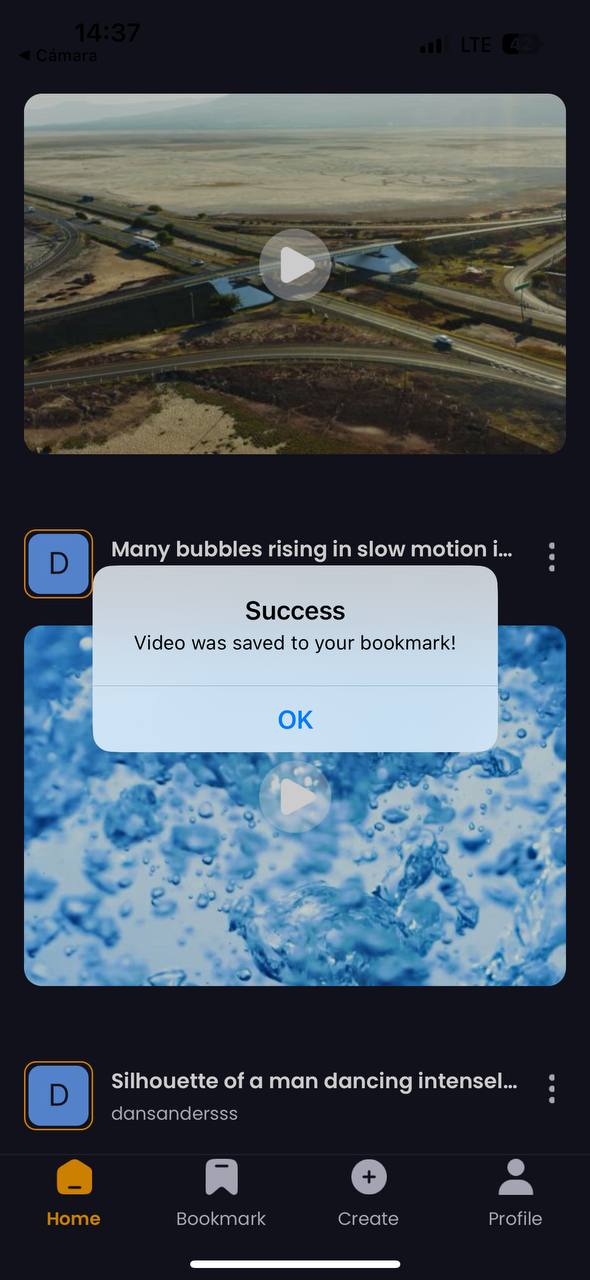 14:37
◀ Cámara
LTE
42
Many bubbles rising in slow motion i...
D
Success
Video was saved to your bookmark!
OK
Silhouette of a man dancing intensel...
D
dansandersss
Home
Bookmark
Create
Profile